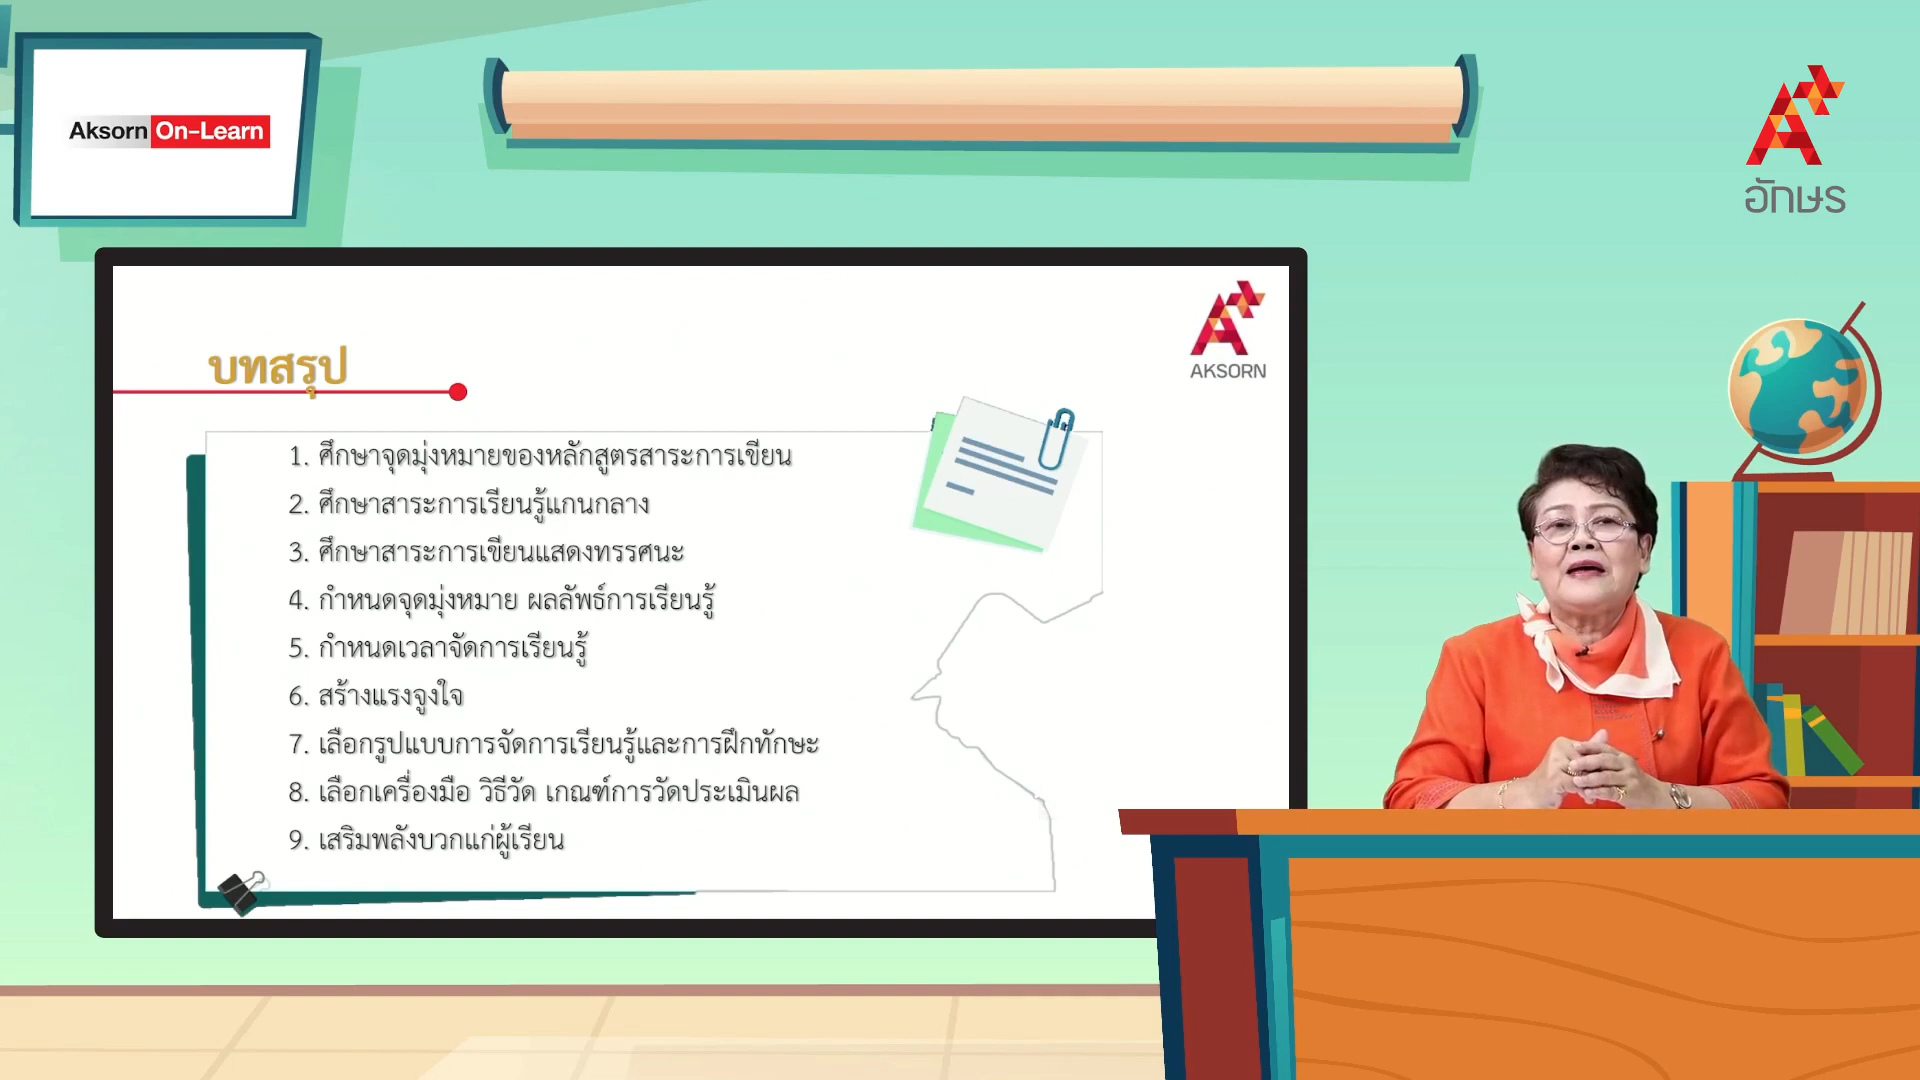 Aksorn On-Learn
อักษร
AKSORN
บทสรุป
1. ศึกษาจุดมุ่งหมายของหลักสูตรสาระการเขียน
2. ศึกษาสาระการเรียนรู้แกนกลาง
3. ศึกษาสาระการเขียนแสดงทรรศนะ
4. กำหนดจุดมุ่งหมาย ผลลัพธ์การเรียนรู้
5. กำหนดเวลาจัดการเรียนรู้
6. สร้างแรงจูงใจ
7. เลือกรูปแบบการจัดการเรียนรู้และการฝึกทักษะ
8. เลือกเครื่องมือ วิธีวัด เกณฑ์การวัดประเมินผล
9. เสริมพลังบวกแก่ผู้เรียน